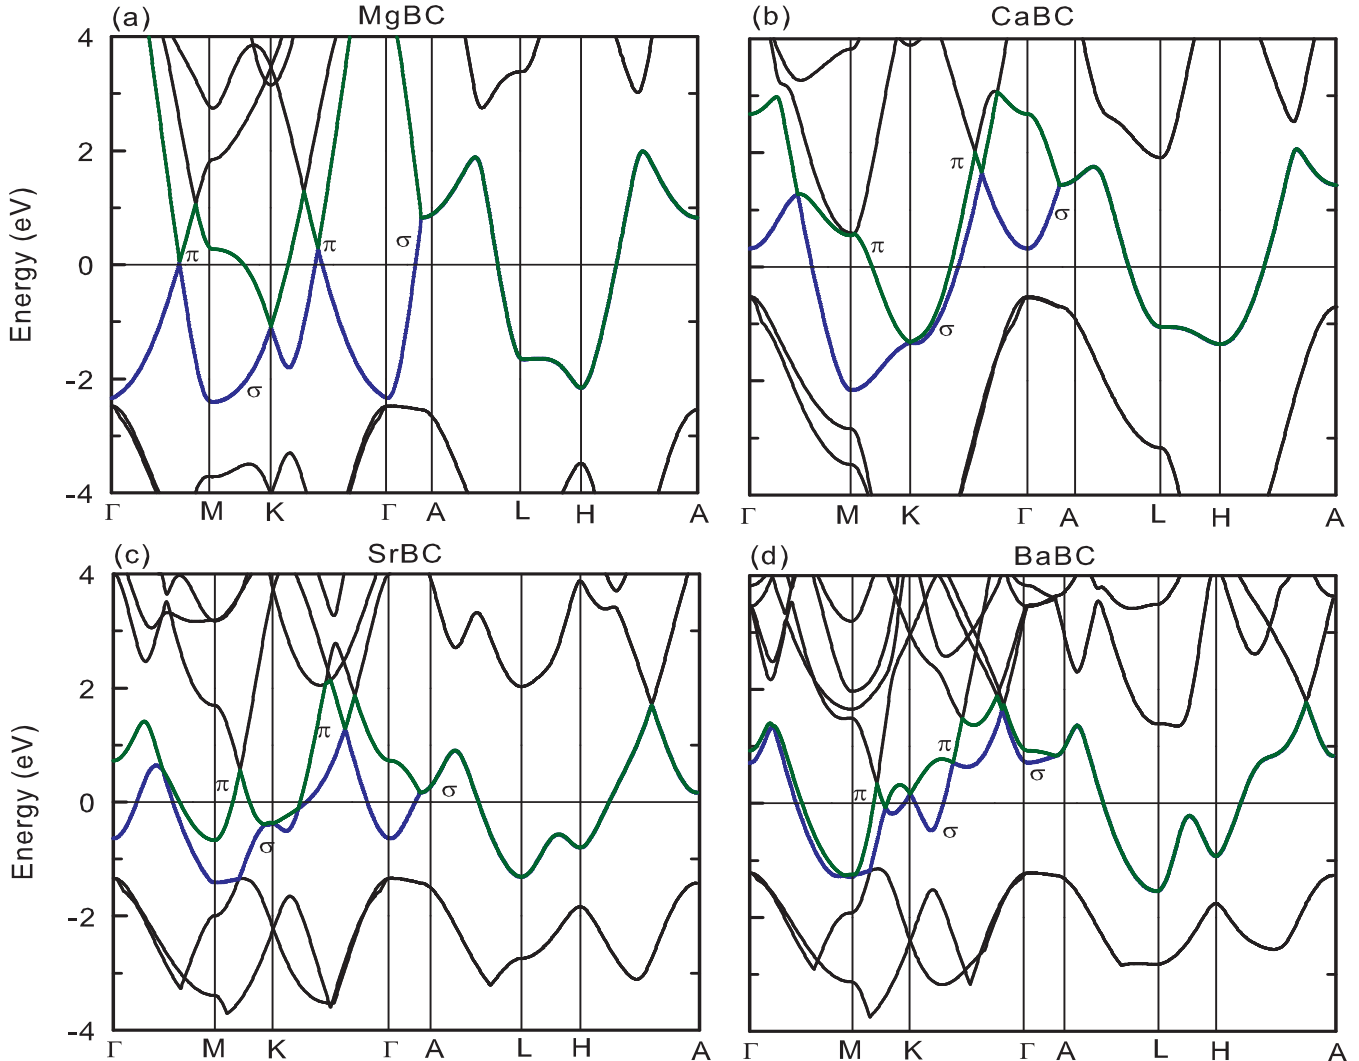 (a) MgBC
(b) CaBC
4
2
0
-2
-4
Energy (eV)
π
π
σ
σ
π
π
σ
σ
Γ M K Γ A L H A
Γ M K Γ A L H A
(c) SrBC
(d) BaBC
4
2
0
-2
-4
Energy (eV)
π
π
σ
σ
π
π
σ
σ
Γ M K Γ A L H A
Γ M K Γ A L H A